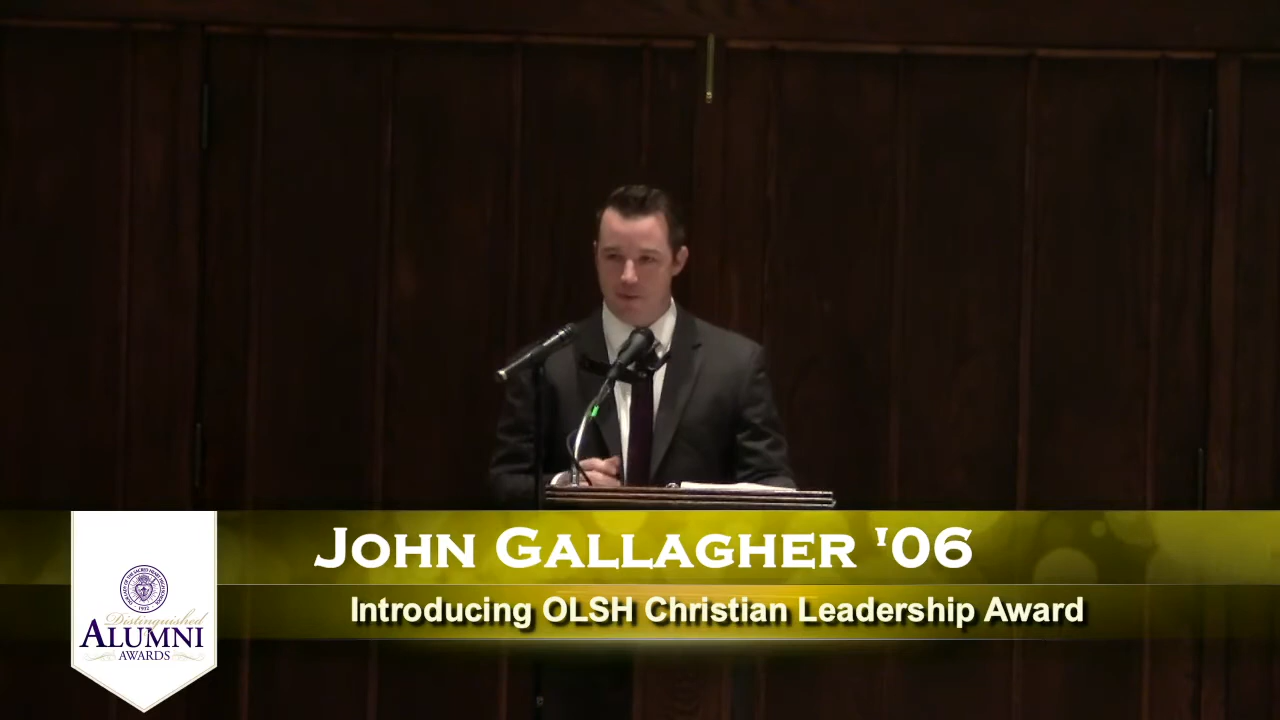 JOHN GALLAGHER '06
Introducing OLSH Christian Leadership Award
Distinguished
ALUMNI
AWARDS